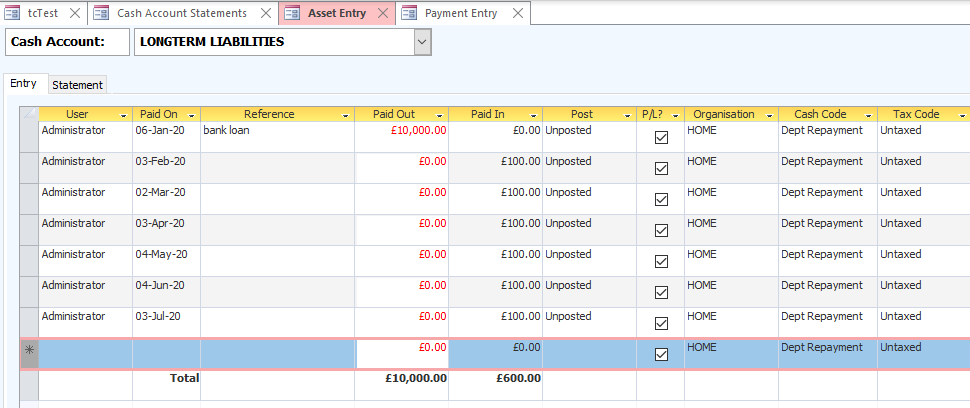 tcTest Cash Account Statements Asset Entry Payment Entry
Cash Account: LONGTERM LIABILITIES
Entry Statement
User Paid On Reference Paid Out Paid In Post P/L? Organisation Cash Code Tax Code
Administrator 06-Jan-20 bank loan £10,000.00 £0.00 Unposted HOME Dept Repayment Untaxed
Administrator 03-Feb-20 £0.00 £100.00 Unposted HOME Dept Repayment Untaxed
Administrator 02-Mar-20 £0.00 £100.00 Unposted HOME Dept Repayment Untaxed
Administrator 03-Apr-20 £0.00 £100.00 Unposted HOME Dept Repayment Untaxed
Administrator 04-May-20 £0.00 £100.00 Unposted HOME Dept Repayment Untaxed
Administrator 04-Jun-20 £0.00 £100.00 Unposted HOME Dept Repayment Untaxed
Administrator 03-Jul-20 £0.00 £100.00 Unposted HOME Dept Repayment Untaxed
* £0.00 £0.00 HOME Dept Repayment Untaxed
Total £10,000.00 £600.00